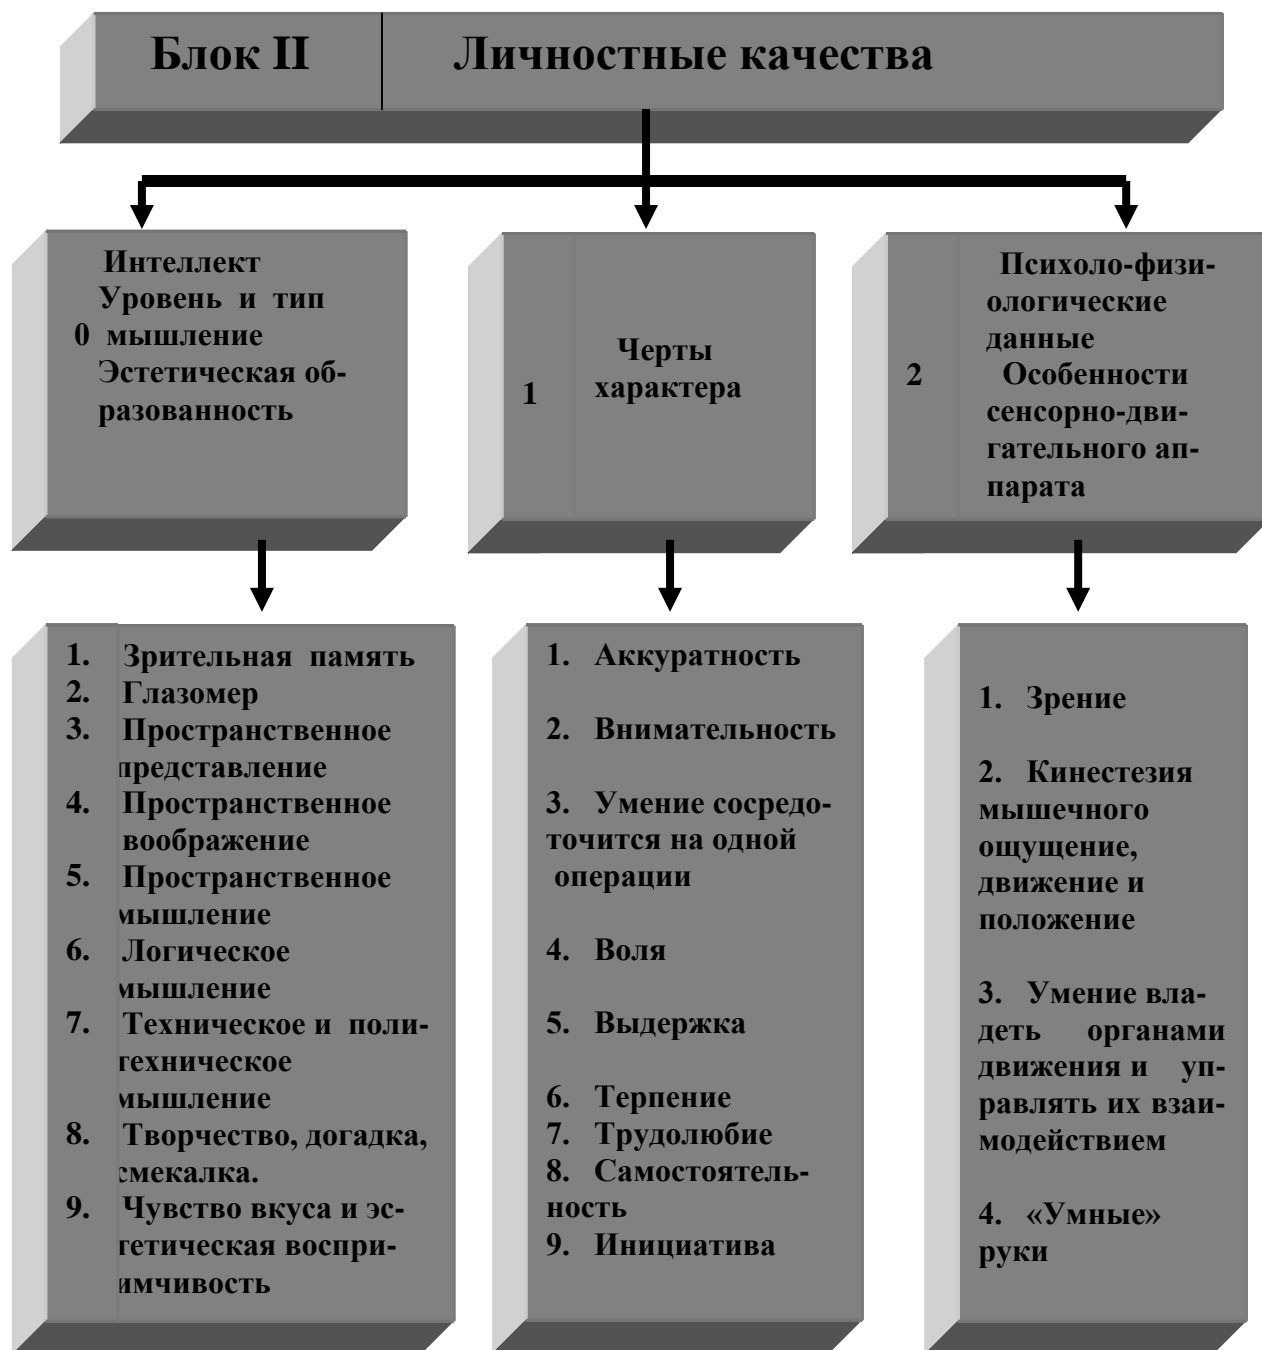 Блок II Личностные качества
Интеллект
Уровень и тип
0 мышление
Эстетическая об-
разованность
Черты
1 характера
Психоло-физи-
ологические
данные
2 Особенности
сенсорно-дви-
гательного ап-
парата
1. Зрительная память
2. Глазомер
3. Пространственное
представление
4. Пространственное
воображение
5. Пространственное
мышление
6. Логическое
мышление
7. Техническое и поли-
техническое
мышление
8. Творчество, догадка,
смекалка.
9. Чувство вкуса и эс-
тетическая воспри-
имчивость
1. Аккуратность
2. Внимательность
3. Умение сосредо-
точится на одной
операции
4. Воля
5. Выдержка
6. Терпение
7. Трудолюбие
8. Самостоятель-
ность
9. Инициатива
1. Зрение
2. Кинестезия
мышечного
ощущение,
движение и
положение
3. Умение вла-
деть органами
движения и уп-
равлять их взаи-
модействием
4. «Умные»
руки